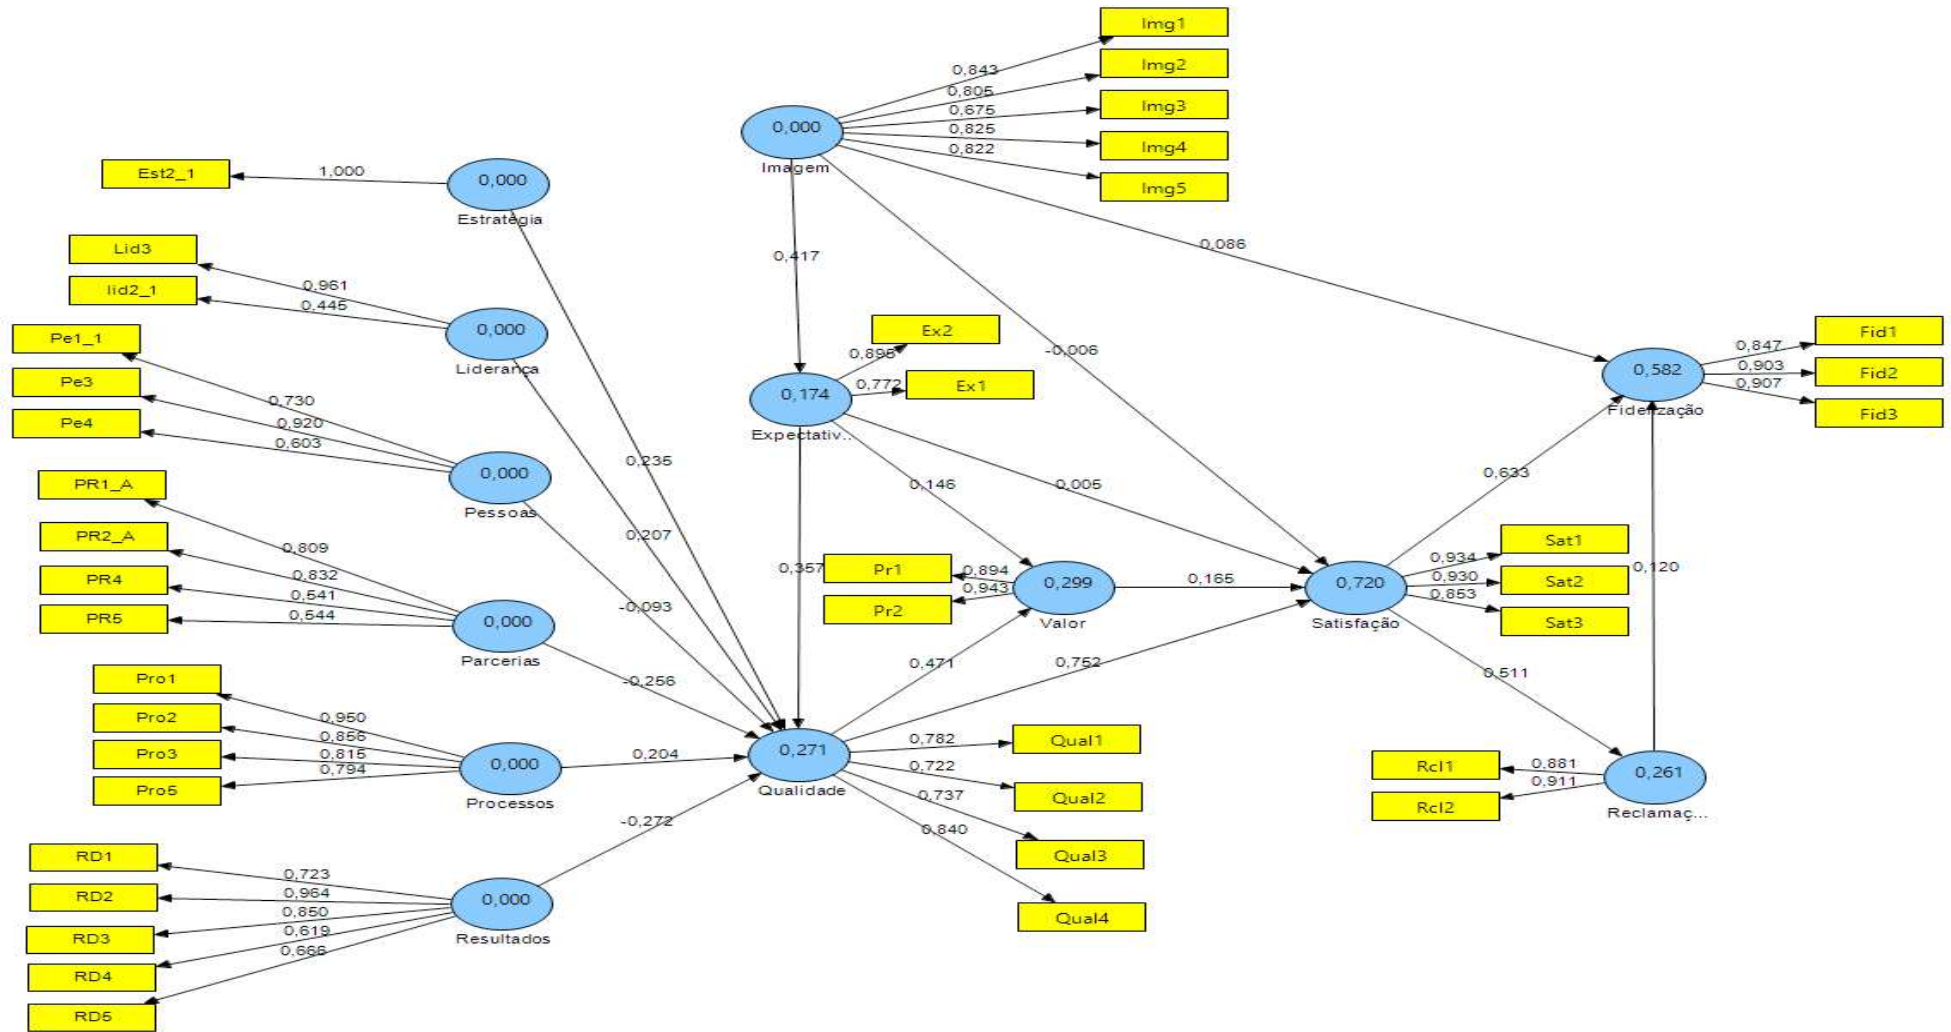 Img1
0,843
Img2
0,805
Img3
0,675
Img4
0,825
Img5
0,822
0,000
Imagem
Est2_1
1,000
0,000
Estratégia
Lid3
0,961
lid2_1
0,445
0,000
Liderança
Pe1_1
0,730
Pe3
0,920
Pe4
0,603
0,000
Pessoas
PR1_A
0,809
PR2_A
0,832
PR4
0,541
PR5
0,544
0,000
Parcerias
Pro1
0,950
Pro2
0,856
Pro3
0,815
Pro5
0,794
0,000
Processos
RD1
0,723
RD2
0,964
RD3
0,850
RD4
0,619
RD5
0,666
0,000
Resultados
0,235
0,207
-0,093
-0,256
0,204
-0,272
0,417
-0,006
0,086
Ex2
0,895
Ex1
0,772
0,174
Expectativ...
0,146
0,005
0,357
Pr1
0,894
Pr2
0,943
0,299
Valor
0,165
0,471
0,752
0,271
Qualidade
0,782
Qual1
0,722
Qual2
0,737
Qual3
0,840
Qual4
0,720
Satisfação
0,934
Sat1
0,930
Sat2
0,853
Sat3
0,633
0,511
0,120
0,582
Fidelização
0,847
Fid1
0,903
Fid2
0,907
Fid3
Rcl1
0,881
Rcl2
0,911
0,261
Reclamaç...